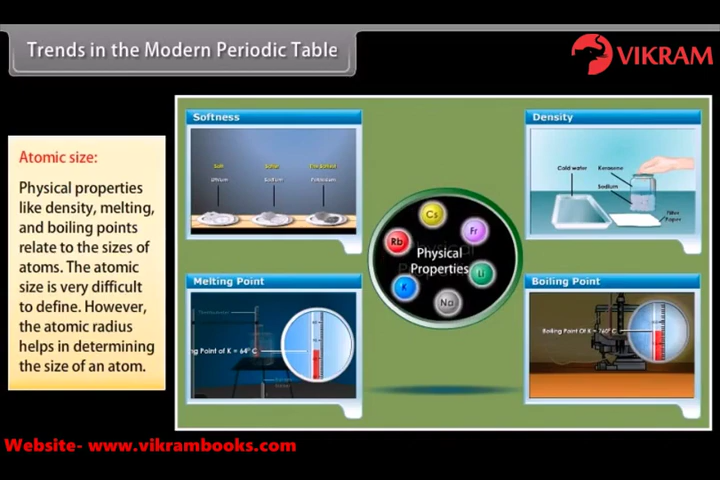 Trends in the Modern Periodic Table
VIKRAM
Atomic size:
Physical properties
like density, melting,
and boiling points
relate to the sizes of
atoms. The atomic
size is very difficult
to define. However,
the atomic radius
helps in determining
the size of an atom.
Softness
Soft
Lithium
Sodium
Potassium
Density
Cold water
Kerosene
Sodium
Filter
Paper
Cs
Fr
Rb
Physical
Properties
Li
K
Na
Melting Point
ng Point of K = 64° C
Boiling Point
Boiling Point Of K = 760° C
Website- www.vikrambooks.com